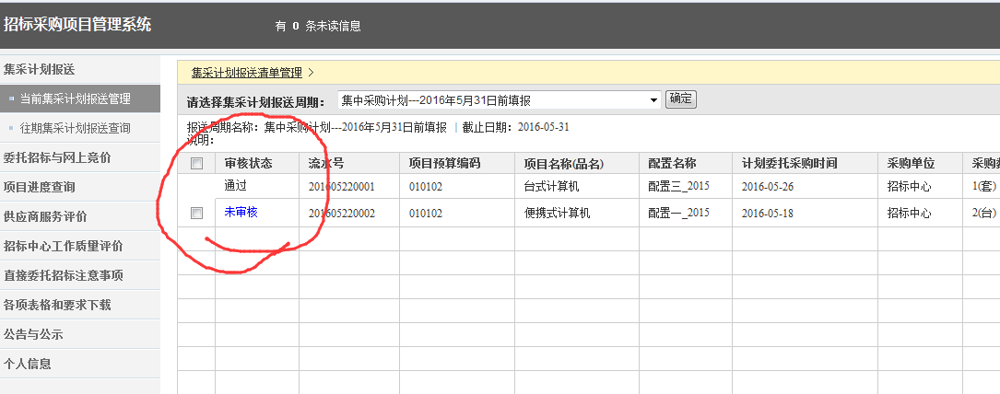 招标采购项目管理系统
有 0 条未读信息
集采计划报送
当前集采计划报送管理
往期集采计划报送查询
委托招标与网上竞价
项目进度查询
供应商服务评价
招标中心工作质量评价
直接委托招标注意事项
各项表格和要求下载
公告与公示
个人信息
集采计划报送清单管理 >
请选择集采计划报送周期: 集中采购计划---2016年5月31日前填报 确定
报送周期名称: 集中采购计划---2016年5月31日前填报 | 截止日期: 2016-05-31
说明:
审核状态 流水号 项目预算编码 项目名称(品名) 配置名称 计划委托采购时间 采购单位
通过 201605220001 010102 台式计算机 配置三_2015 2016-05-26 招标中心 1(套)
未审核 201605220002 010102 便携式计算机 配置一_2015 2016-05-18 招标中心 2(台)